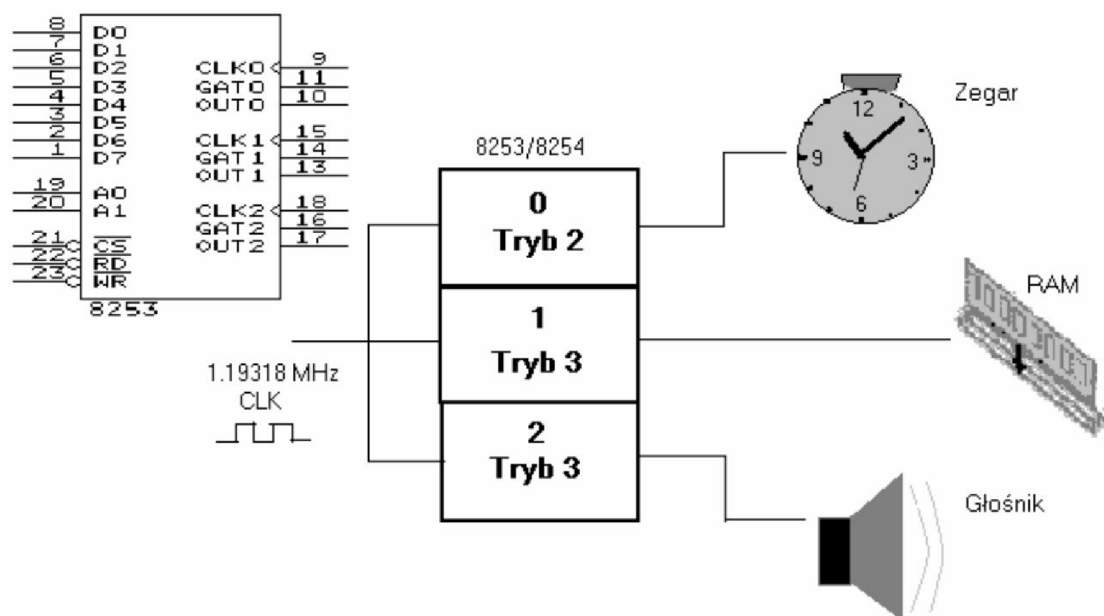 8 D0
7 D1
6 D2 CLK0 9
5 D3 GAT0 11
4 D4 OUT0 10
3 D5
2 D6 CLK1 15
1 D7 GAT1 14
OUT1 13
19 A0
20 A1 CLK2 18
GAT2 16
21 CS OUT2 17
22 RD
23 WR
8253
8253/8254
0
Tryb 2
1
Tryb 3
2
Tryb 3
1.19318 MHz
CLK
Zegar
12
9 3
6
RAM
Głośnik